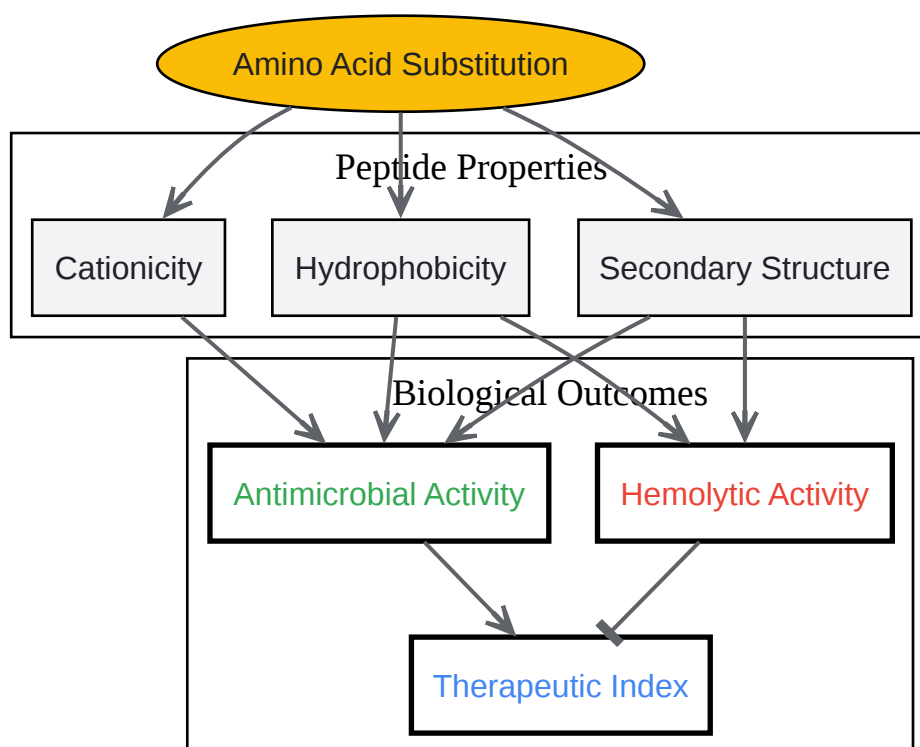 Amino Acid Substitution
Peptide Properties
Cationicity
Hydrophobicity
Secondary Structure
Biological Outcomes
Antimicrobial Activity
Hemolytic Activity
Therapeutic Index